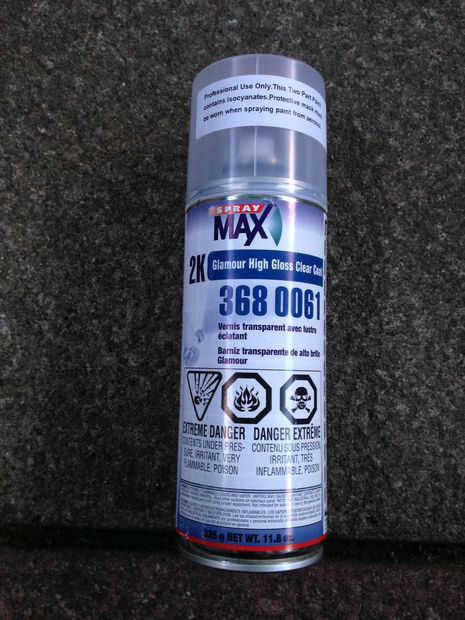 Professional Use Only.This Two Part Paint
contains Isocyanates.Protective mask must
be worn when spraying paint from aerosol.
SPRAY
MAX
2K
Glamour High Gloss Clear Coat
368 0061
Vernis transparent avec lustre
éclatant
Barniz transparente de alto brillo
Glamour
EXTREME DANGER
CONTENTS UNDER PRES-
SURE, IRRITANT, VERY
FLAMMABLE, POISON
DANGER EXTRÊME
CONTENU SOUS PRESSION
IRRITANT, TRÈS
INFLAMMABLE, POISON
NET WT. 11.8 oz.